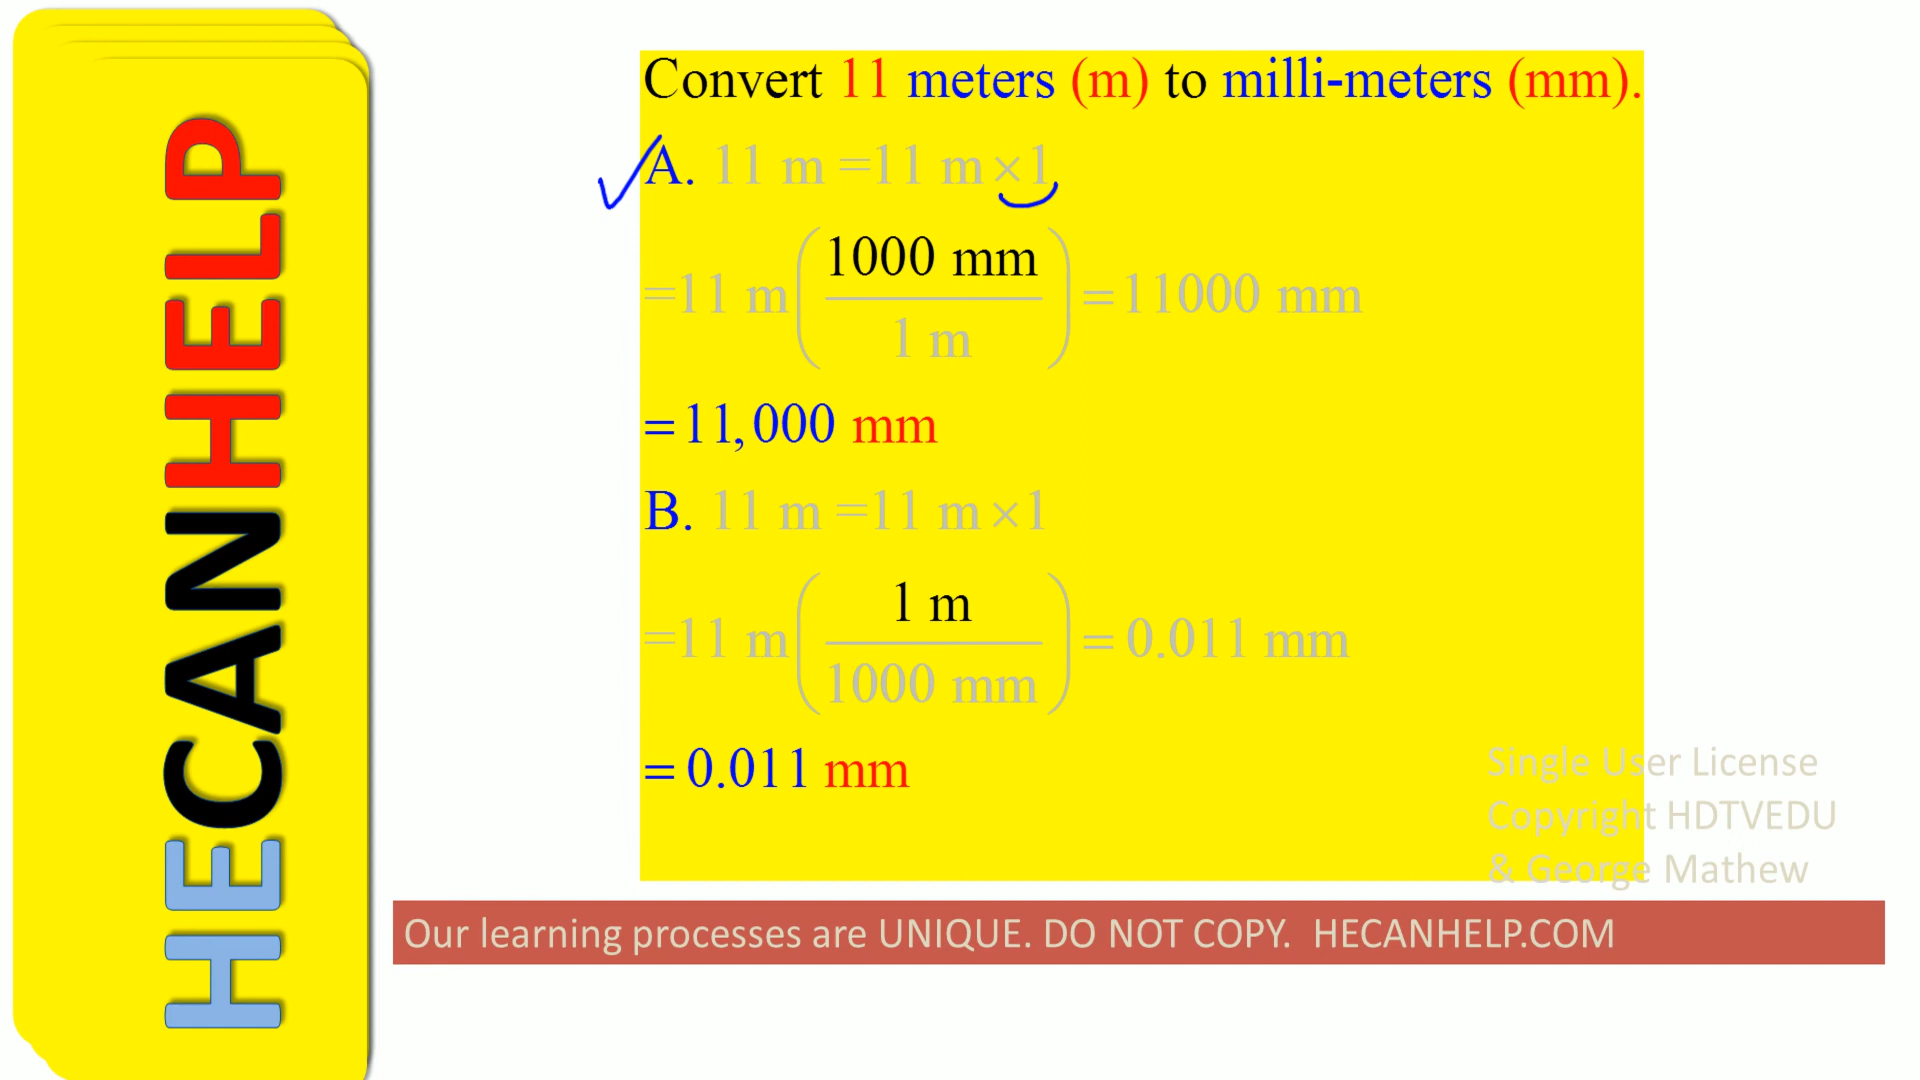 HECANHELP
Convert 11 meters (m) to milli-meters (mm).
A. 11 m =11 m×1
=11 m(1000 mm/1 m) =11000 mm
=11,000 mm
B. 11 m =11 m×1
=11 m(1 m/1000 mm) = 0.011 mm
=0.011 mm
Single User License
Copyright HDTVEDU
& George Mathew
Our learning processes are UNIQUE. DO NOT COPY. HECANHELP.COM